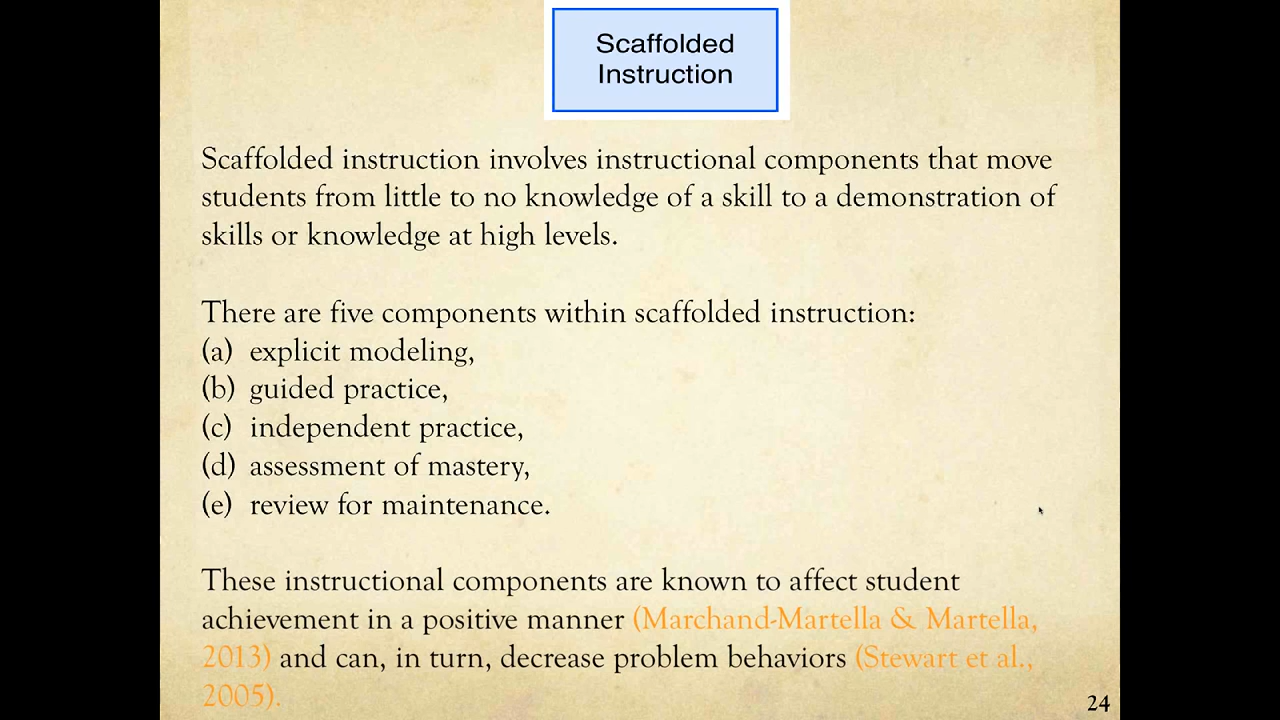 Scaffolded
Instruction
Scaffolded instruction involves instructional components that move
students from little to no knowledge of a skill to a demonstration of
skills or knowledge at high levels.
There are five components within scaffolded instruction:
(a) explicit modeling,
(b) guided practice,
(c) independent practice,
(d) assessment of mastery,
(e) review for maintenance.
These instructional components are known to affect student
achievement in a positive manner (Marchand-Martella & Martella,
2013) and can, in turn, decrease problem behaviors (Stewart et al.,
2005).
24